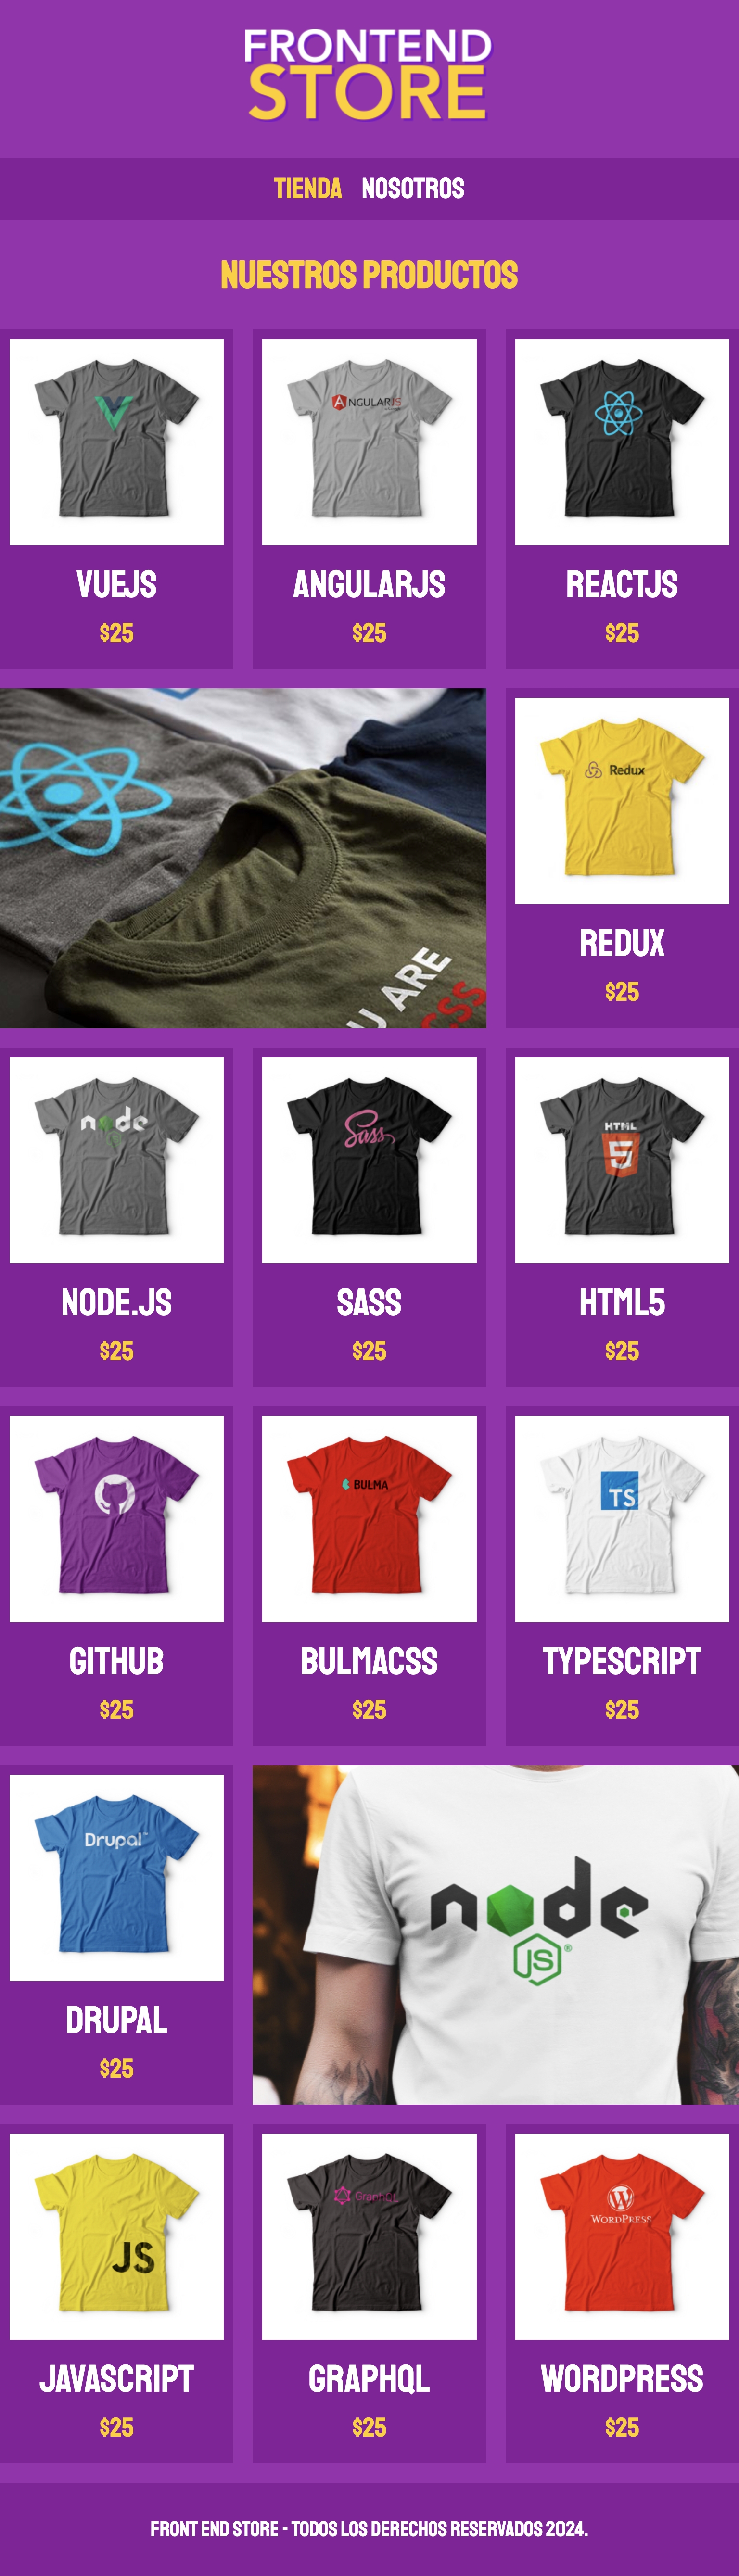 FRONTEND
STORE
TIENDA NOSOTROS
NUESTROS PRODUCTOS
ANGULARJS
VUEJS
$25
ANGULARJS
$25
REACTJS
$25
U ARE
CSS
Redux
REDUX
$25
node
Sass
HTML
5
NODE.JS
$25
SASS
$25
HTML5
$25
BULMA
TS
GITHUB
$25
BULMACSS
$25
TYPESCRIPT
$25
Drupal
DRUPAL
$25
node
JS®
JS
GraphQL
WORDPRESS
JAVASCRIPT
$25
GRAPHQL
$25
WORDPRESS
$25
FRONT END STORE - TODOS LOS DERECHOS RESERVADOS 2024.